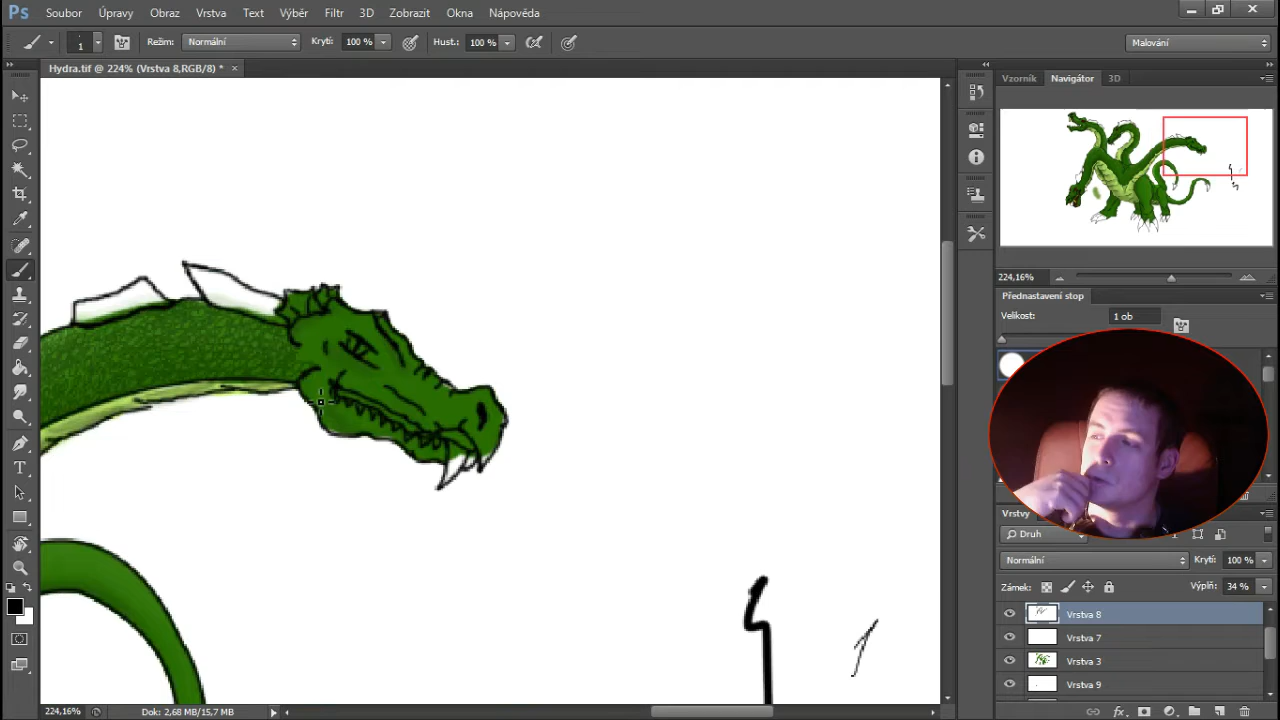 Ps Soubor Úpravy Obraz Vrstva Text Výběr Filtr 3D Zobrazit Okna Nápověda
1 Režim: Normální Krytí: 100 % Hust.: 100 % Malování
Hydra.tif @ 224% (Vrstva 8,RGB/8) * ×
Vzorník Navigátor 3D
224,16%
Přednastavení stop
Velikost: 1 ob
Vrstvy
Druh
Normální Krytí: 100 %
Zámek: Výplň: 34 %
Vrstva 8
Vrstva 7
Vrstva 3
Vrstva 9
224,16% Dok: 2,68 MB/15,7 MB